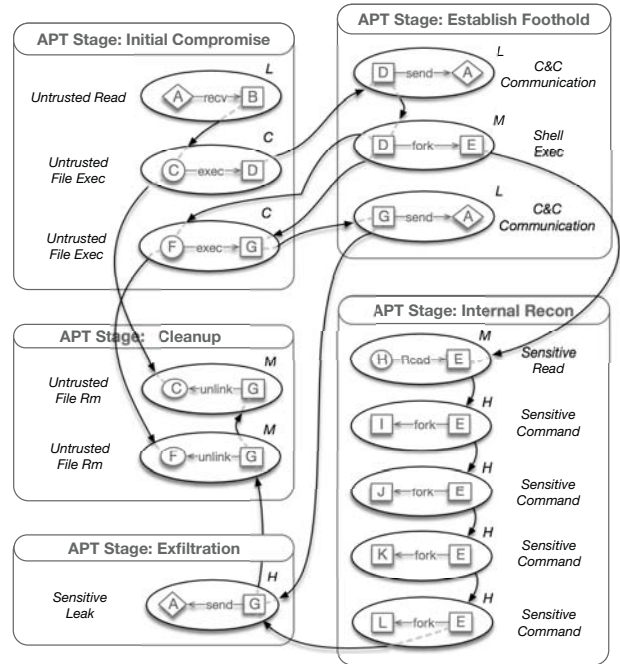 APT Stage: Initial Compromise
L
Untrusted Read
A recv B
C
Untrusted
File Exec
C exec D
C
Untrusted
File Exec
F exec G
APT Stage: Establish Foothold
L
D send A
C&C
Communication
M
D fork E
Shell
Exec
L
G send A
C&C
Communication
APT Stage: Cleanup
M
Untrusted
File Rm
C unlink G
M
Untrusted
File Rm
F unlink G
APT Stage: Exfiltration
H
Sensitive
Leak
A send G
APT Stage: Internal Recon
M
H Read E
Sensitive
Read
H
I fork E
Sensitive
Command
H
J fork E
Sensitive
Command
H
K fork E
Sensitive
Command
H
L fork E
Sensitive
Command